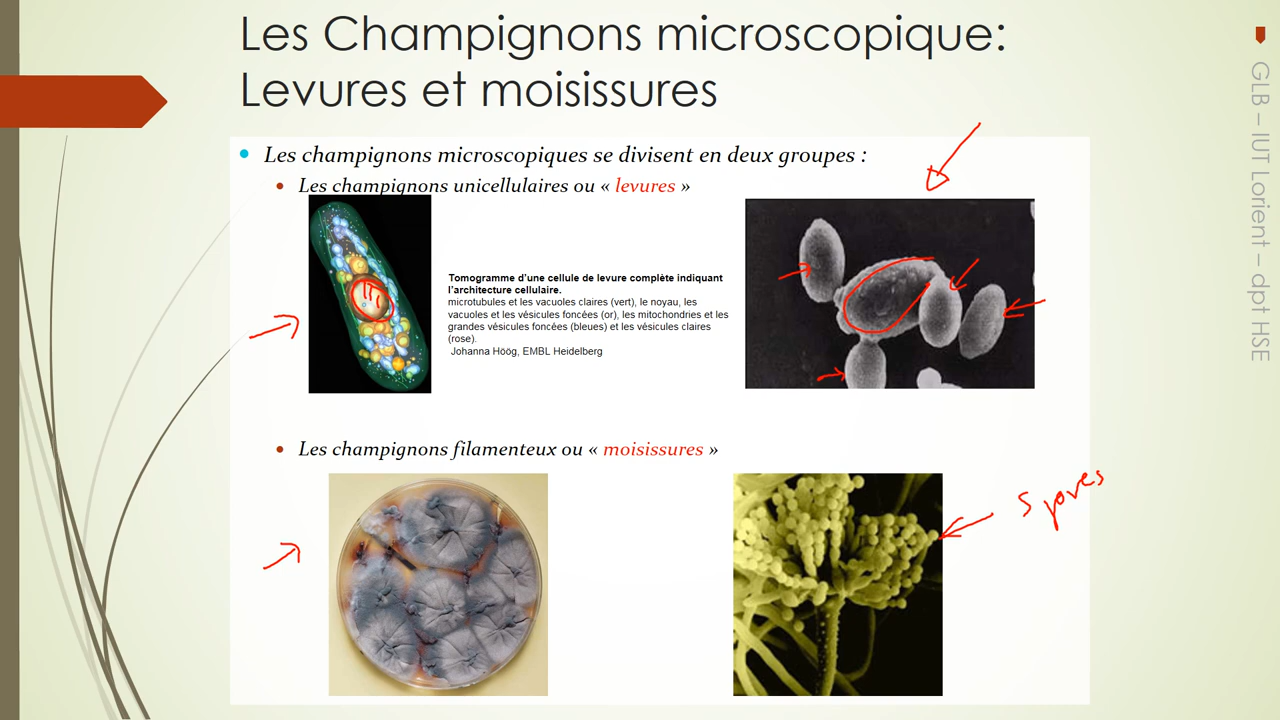 Les Champignons microscopique:
Levures et moisissures
Les champignons microscopiques se divisent en deux groupes :
Les champignons unicellulaires ou « levures »
Tomogramme d'une cellule de levure complète indiquant
l'architecture cellulaire.
microtubules et les vacuoles claires (vert), le noyau, les
vacuoles et les vésicules foncées (or), les mitochondries et les
grandes vésicules foncées (bleues) et les vésicules claires
(rose).
Johanna Höög, EMBL Heidelberg
Les champignons filamenteux ou « moisissures »
Spores
GLB – IUT Lorient – dpt HSE